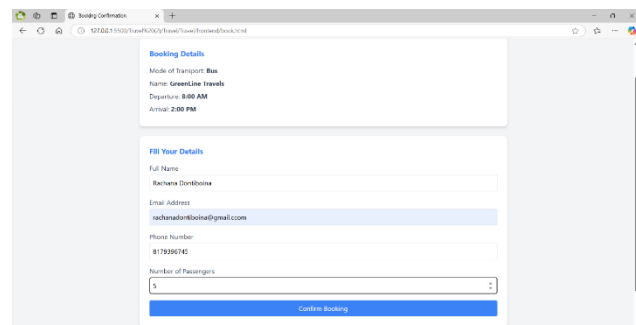 Booking Confirmation
127.0.0.1:5500/Travel%20(2)/Travel/Travel/frontend/book.html
Booking Details
Mode of Transport: Bus
Name: GreenLine Travels
Departure: 8:00 AM
Arrival: 2:00 PM
Fill Your Details
Full Name
Rachana Dontiboina
Email Address
rachanadontiboina@gmail.ccom
Phone Number
8179396745
Number of Passengers
5
Confirm Booking